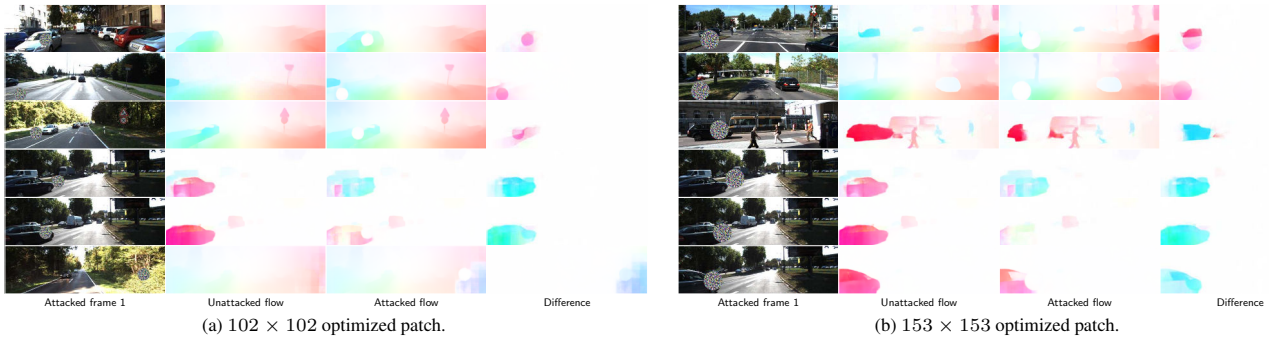 Attacked frame 1 Unattacked flow Attacked flow Difference
(a) 102 × 102 optimized patch.
Attacked frame 1 Unattacked flow Attacked flow Difference
(b) 153 × 153 optimized patch.